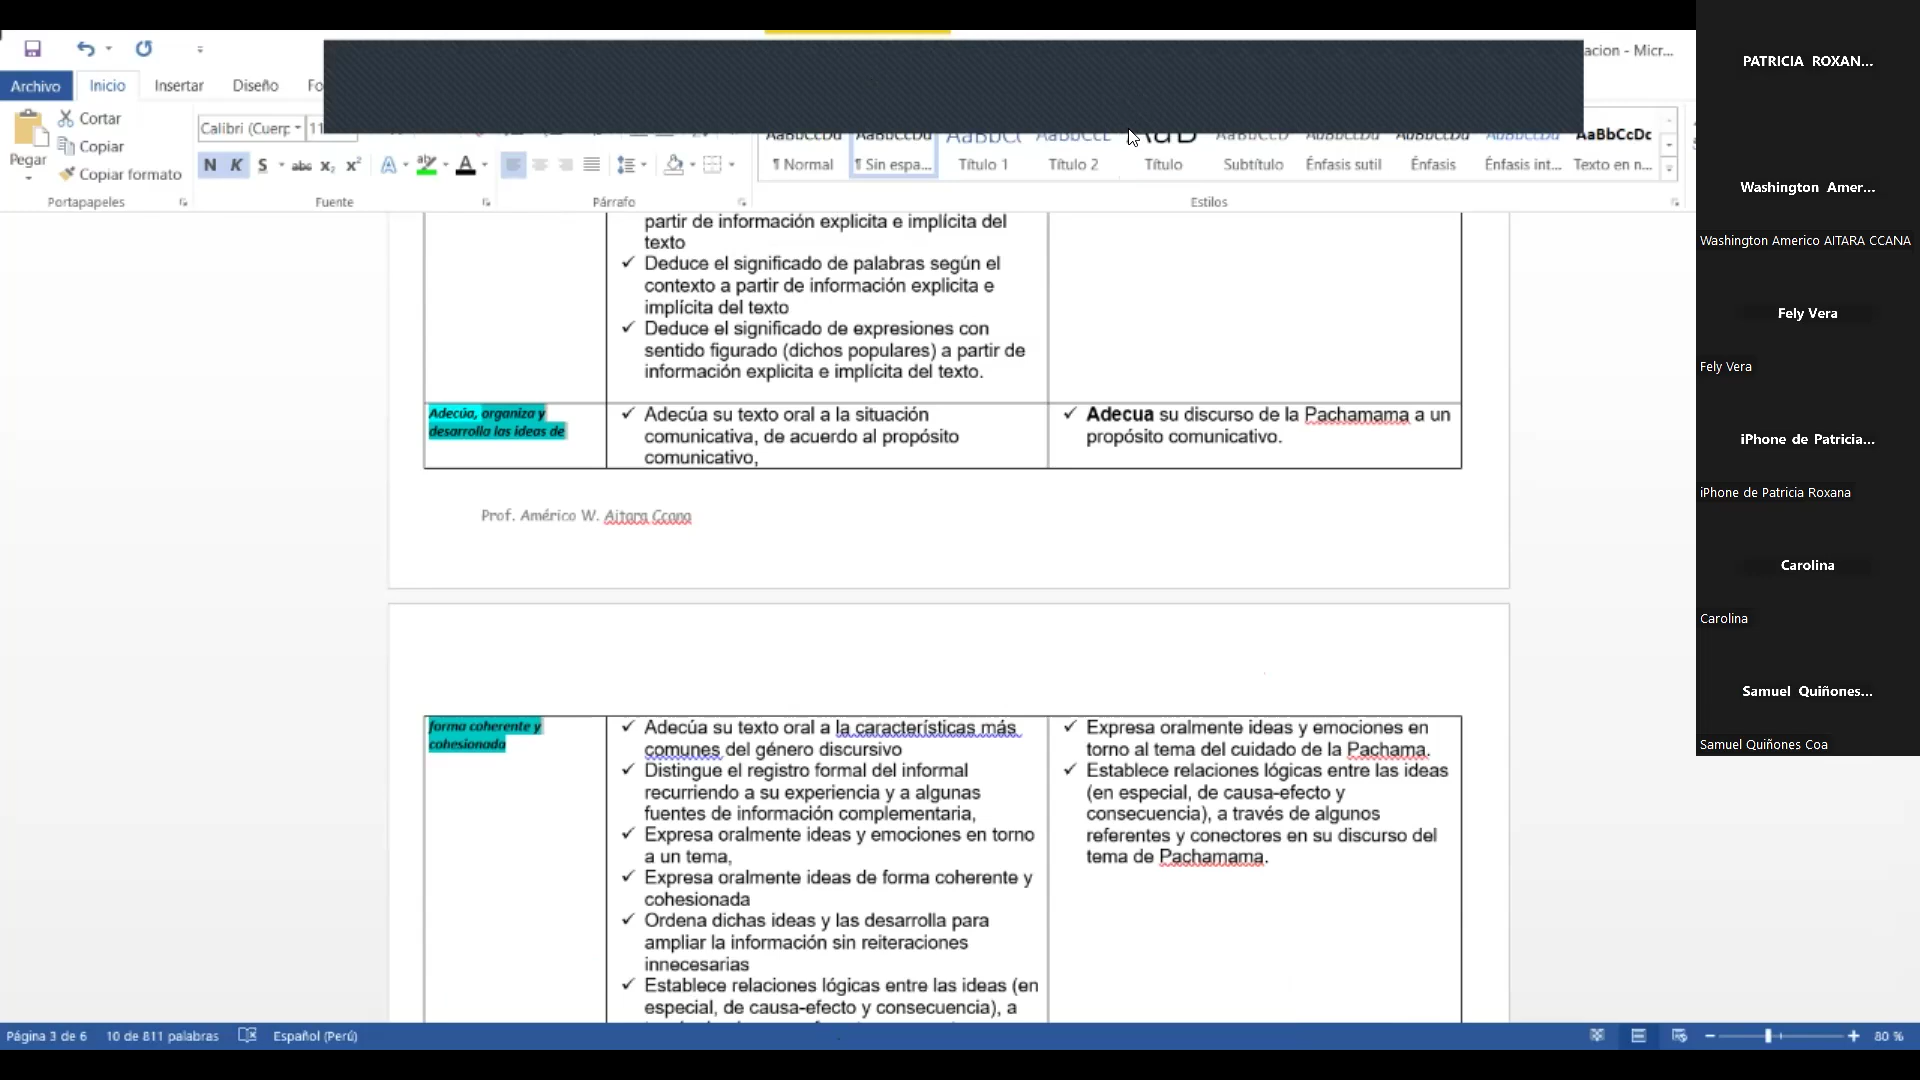 acion - Micr...
Archivo
Inicio
Insertar
Diseño
Fo
Pegar
Cortar
Copiar
Copiar formato
Portapapeles
Calibri (Cuerp
11
N K S abc x₂ x²
Fuente
Párrafo
¶ Normal
¶ Sin espa...
Título 1
Título 2
Título
Subtítulo
Énfasis sutil
Énfasis
Énfasis int...
AaBbCcDc
Texto en n...
Estilos
partir de información explicita e implícita del
texto
✓ Deduce el significado de palabras según el
contexto a partir de información explicita e
implícita del texto
✓ Deduce el significado de expresiones con
sentido figurado (dichos populares) a partir de
información explicita e implícita del texto.
Adecúa, organiza y
desarrolla las ideas de
✓ Adecúa su texto oral a la situación
comunicativa, de acuerdo al propósito
comunicativo,
✓ Adecua su discurso de la Pachamama a un
propósito comunicativo.
Prof. Américo W. Aitara Ccana
forma coherente y
cohesionada
✓ Adecúa su texto oral a la características más
comunes del género discursivo
✓ Distingue el registro formal del informal
recurriendo a su experiencia y a algunas
fuentes de información complementaria,
✓ Expresa oralmente ideas y emociones en torno
a un tema,
✓ Expresa oralmente ideas de forma coherente y
cohesionada
✓ Ordena dichas ideas y las desarrolla para
ampliar la información sin reiteraciones
innecesarias
✓ Establece relaciones lógicas entre las ideas (en
especial, de causa-efecto y consecuencia), a
✓ Expresa oralmente ideas y emociones en
torno al tema del cuidado de la Pachama.
✓ Establece relaciones lógicas entre las ideas
(en especial, de causa-efecto y
consecuencia), a través de algunos
referentes y conectores en su discurso del
tema de Pachamama.
Página 3 de 6
10 de 811 palabras
Español (Perú)
80 %
PATRICIA ROXAN...
Washington Amer...
Washington Americo AITARA CCANA
Fely Vera
Fely Vera
iPhone de Patricia...
iPhone de Patricia Roxana
Carolina
Carolina
Samuel Quiñones...
Samuel Quiñones Coa